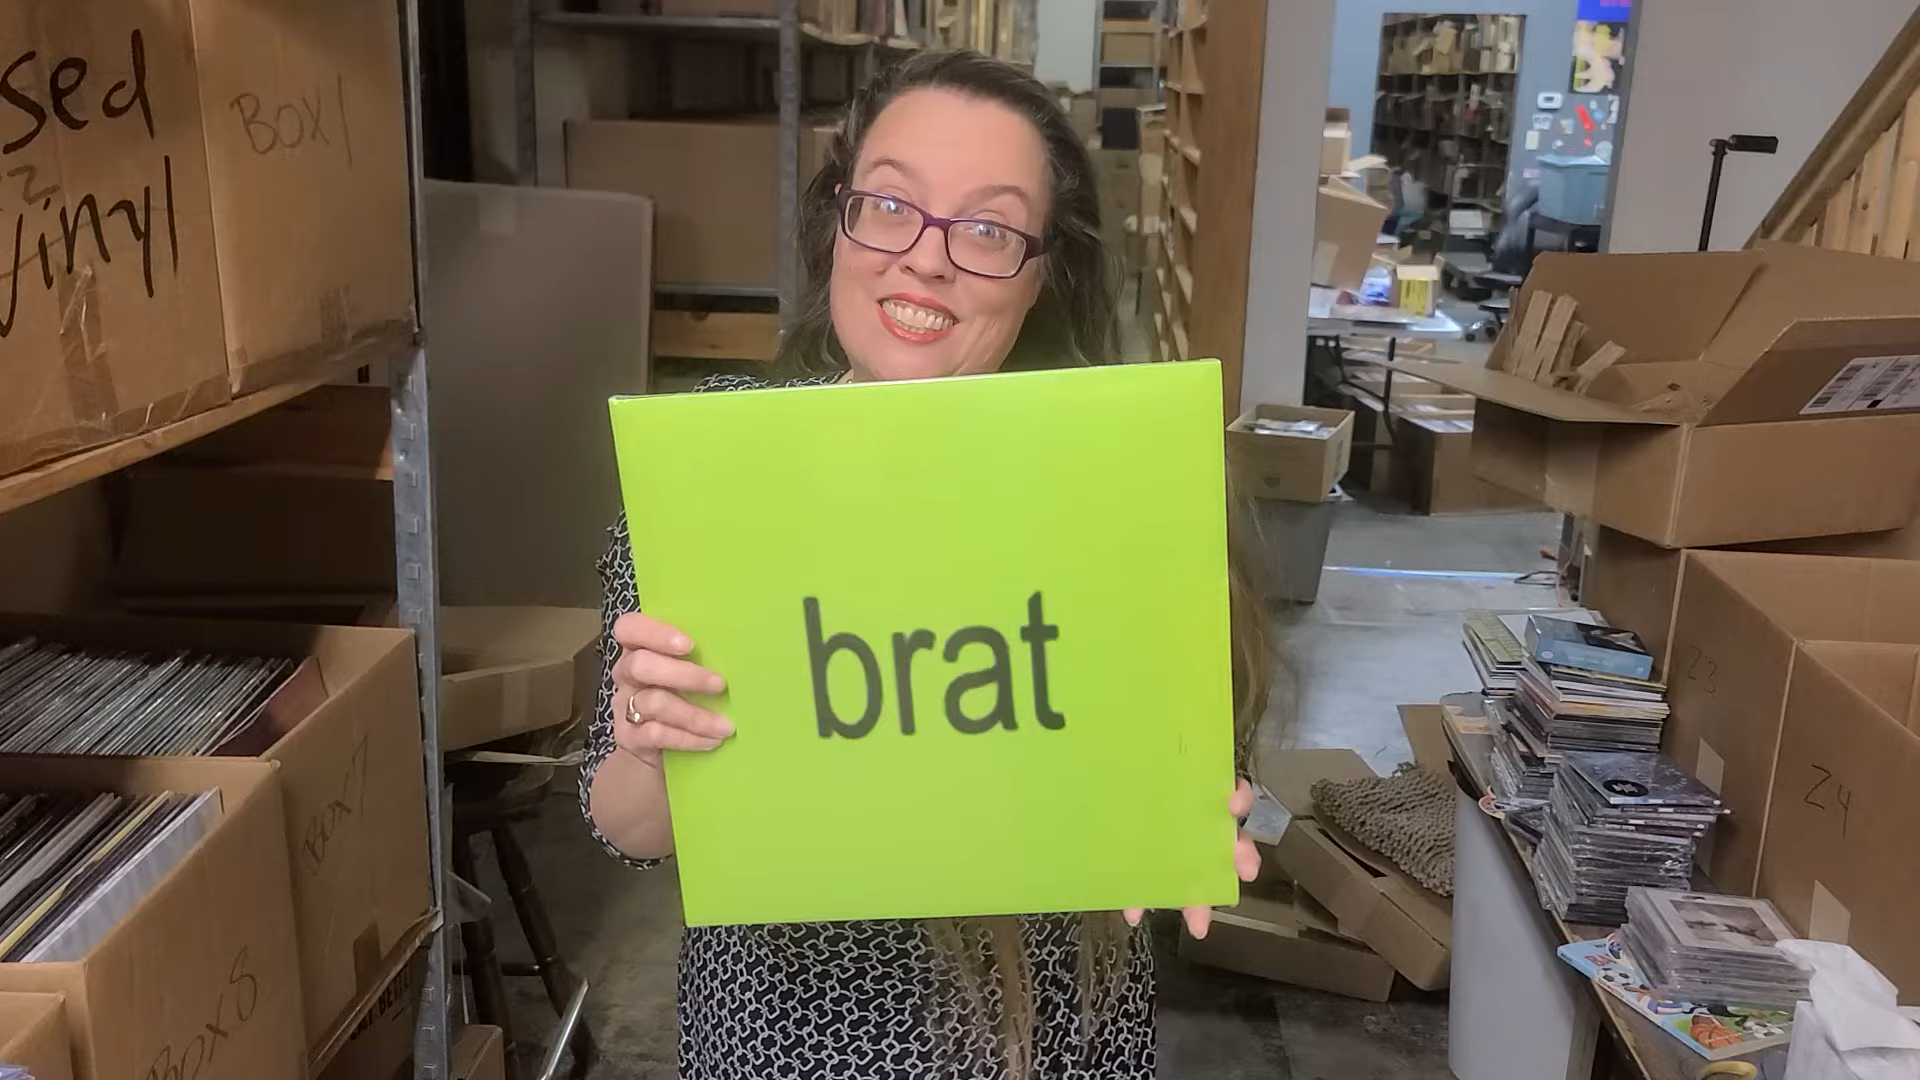 sed
Vinyl
BOX 1
brat
BOX 7
BOX 8
Z3
Z4